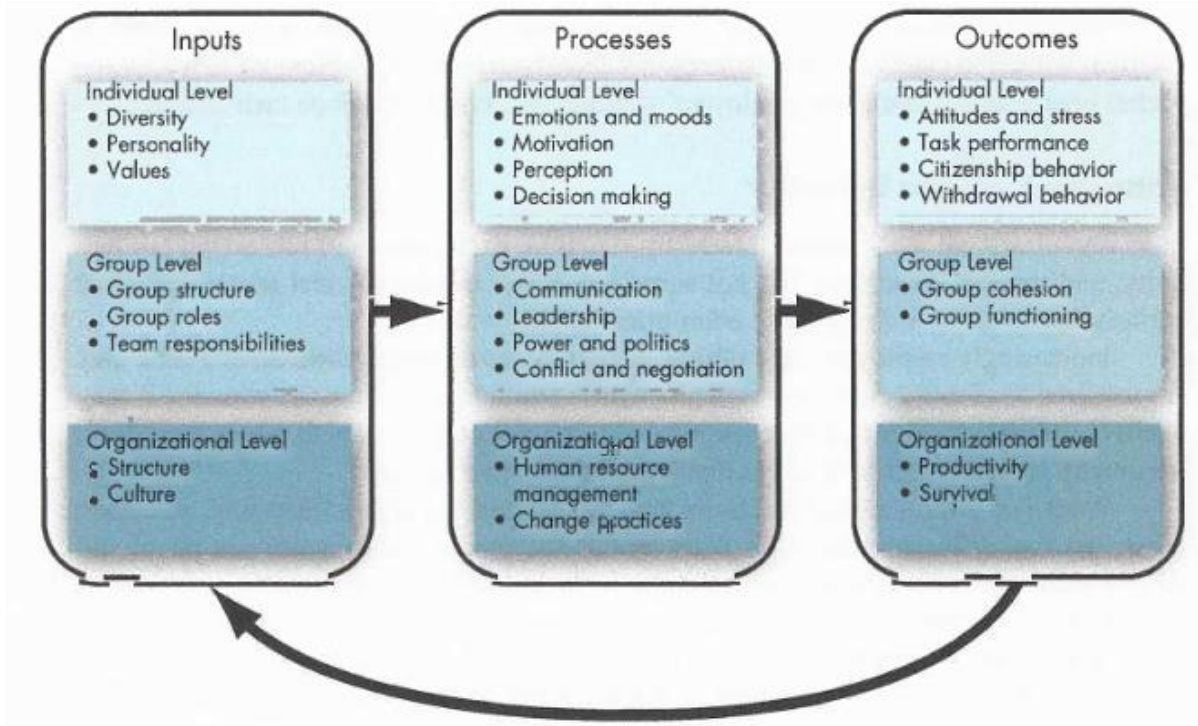 Inputs
Individual Level
• Diversity
• Personality
• Values
Group Level
• Group structure
• Group roles
• Team responsibilities
Organizational Level
• Structure
• Culture
Processes
Individual Level
• Emotions and moods
• Motivation
• Perception
• Decision making
Group Level
• Communication
• Leadership
• Power and politics
• Conflict and negotiation
Organizational Level
• Human resource
management
• Change practices
Outcomes
Individual Level
• Attitudes and stress
• Task performance
• Citizenship behavior
• Withdrawal behavior
Group Level
• Group cohesion
• Group functioning
Organizational Level
• Productivity
• Survival